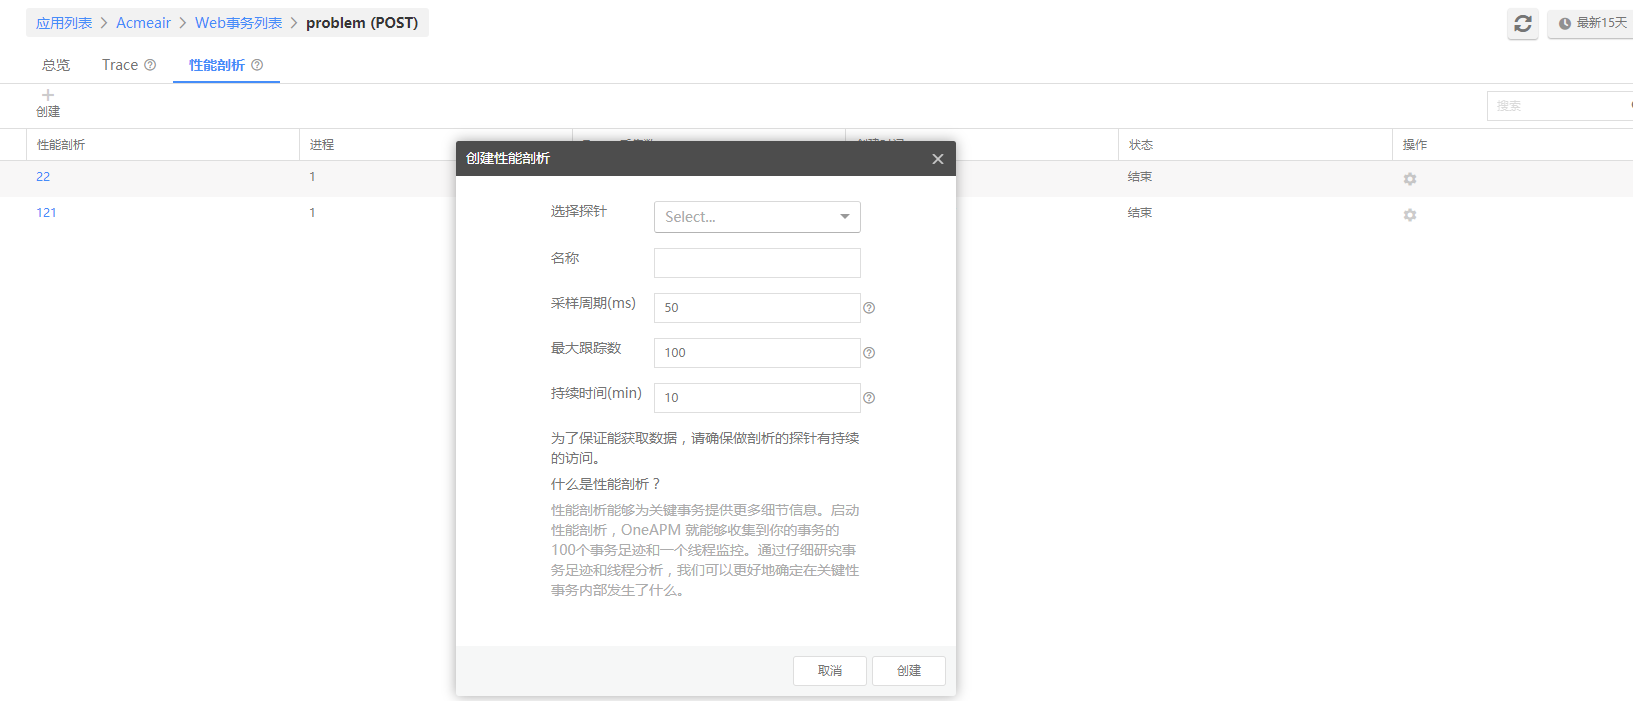 应用列表 > Acmeair > Web事务列表 > problem (POST)
最新15天
总览
Trace
性能剖析
创建
搜索
性能剖析
进程
状态
操作
22
1
结束
121
1
结束
创建性能剖析
选择探针
Select...
名称
采样周期(ms)
50
最大跟踪数
100
持续时间(min)
10
为了保证能获取数据，请确保做剖析的探针有持续
的访问。
什么是性能剖析？
性能剖析能够为关键事务提供更多细节信息。启动
性能剖析，OneAPM 就能够收集到你的事务的
100个事务足迹和一个线程监控。通过仔细研究事
务足迹和线程分析，我们可以更好地确定在关键性
事务内部发生了什么。
取消
创建